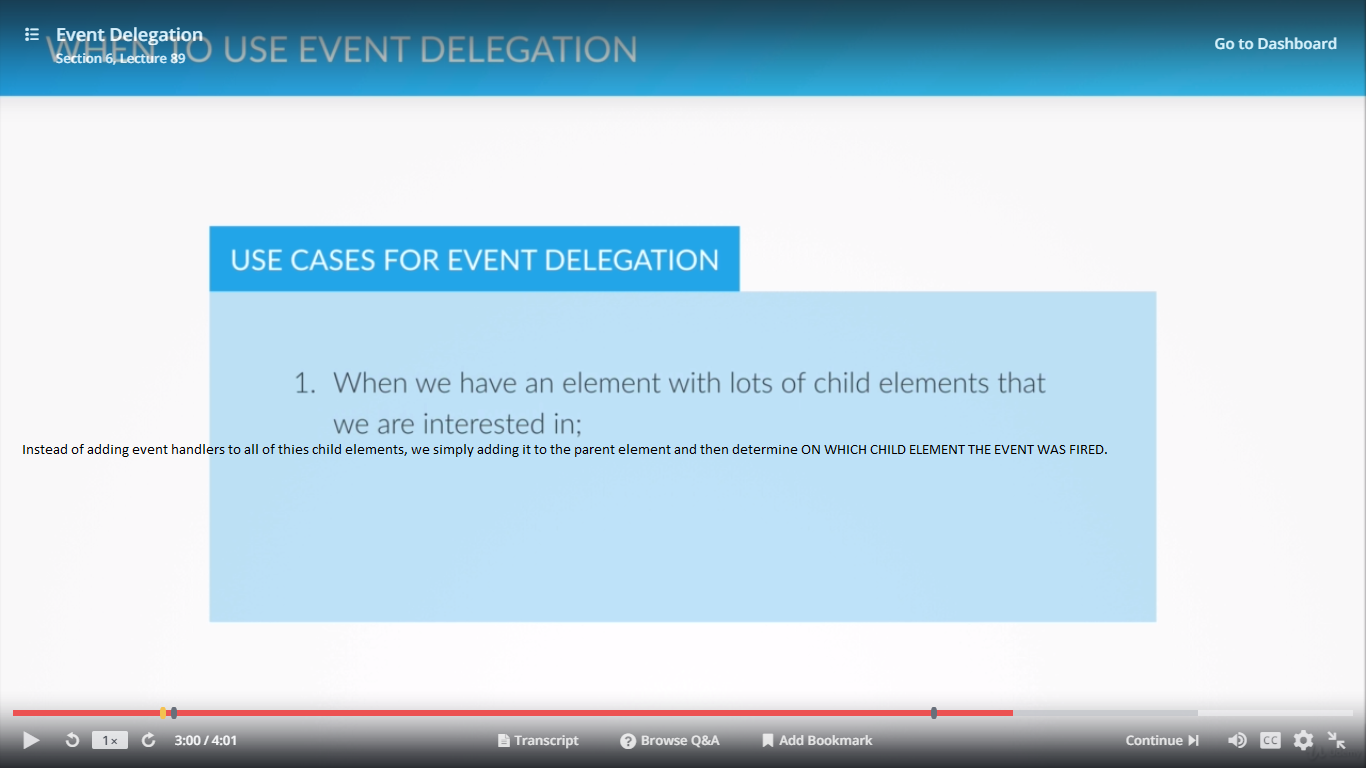 Event Delegation
WHEN TO USE EVENT DELEGATION
Section 6, Lecture 89
Go to Dashboard
USE CASES FOR EVENT DELEGATION
1. When we have an element with lots of child elements that
we are interested in;
Instead of adding event handlers to all of thies child elements, we simply adding it to the parent element and then determine ON WHICH CHILD ELEMENT THE EVENT WAS FIRED.
1x
3:00 / 4:01
Transcript
? Browse Q&A
Add Bookmark
Continue
CC